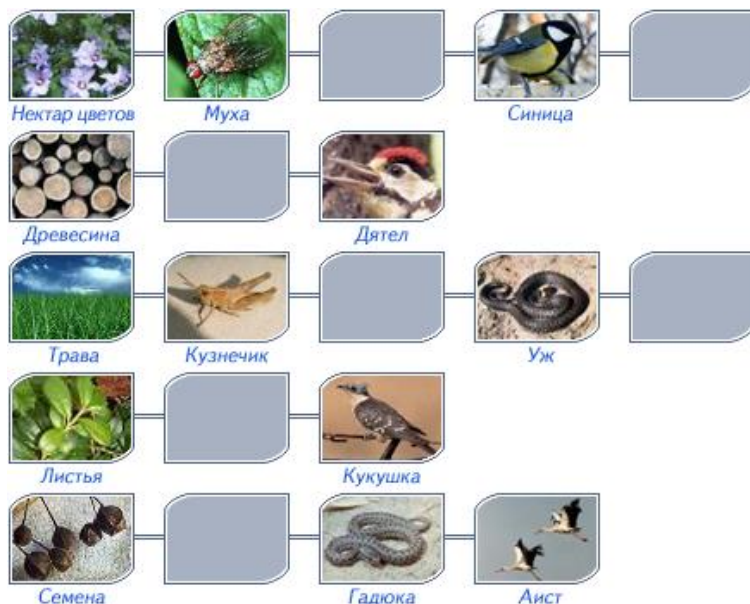 Нектар цветов Муха Синица
Древесина Дятел
Трава Кузнечик Уж
Листья Кукушка
Семена Гадюка Аист